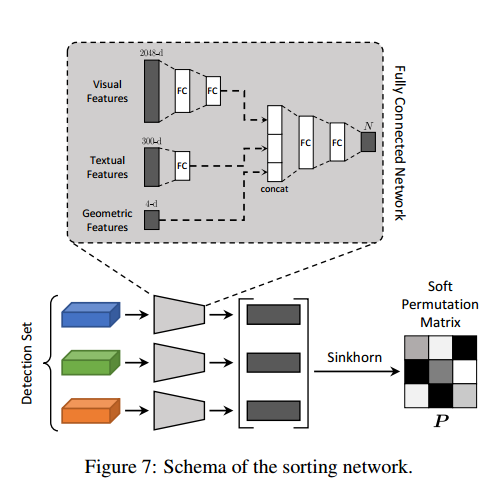 2048-d
Visual
Features
FC
FC
300-d
Textual
Features
FC
4-d
Geometric
Features
concat
FC
FC
N
Fully Connected Network
Detection Set
Sinkhorn
Soft
Permutation
Matrix
P
Figure 7: Schema of the sorting network.